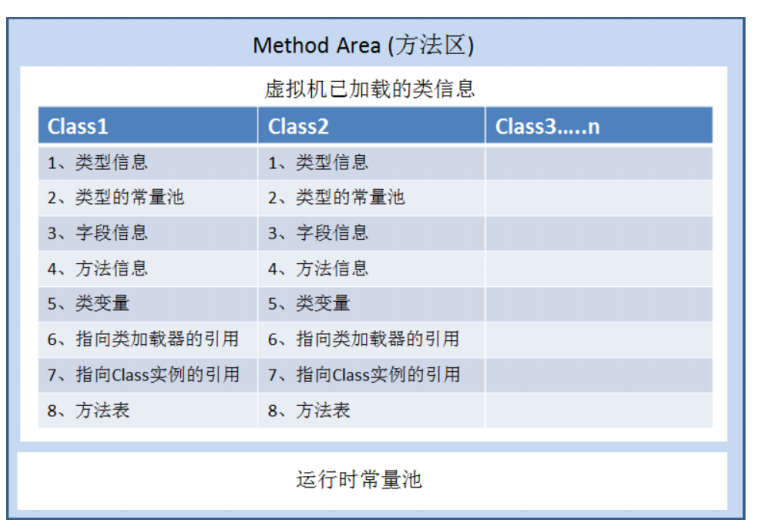 Method Area (方法区)
虚拟机已加载的类信息
Class1 Class2 Class3.....n
1、类型信息 1、类型信息
2、类型的常量池 2、类型的常量池
3、字段信息 3、字段信息
4、方法信息 4、方法信息
5、类变量 5、类变量
6、指向类加载器的引用 6、指向类加载器的引用
7、指向Class实例的引用 7、指向Class实例的引用
8、方法表 8、方法表
运行时常量池